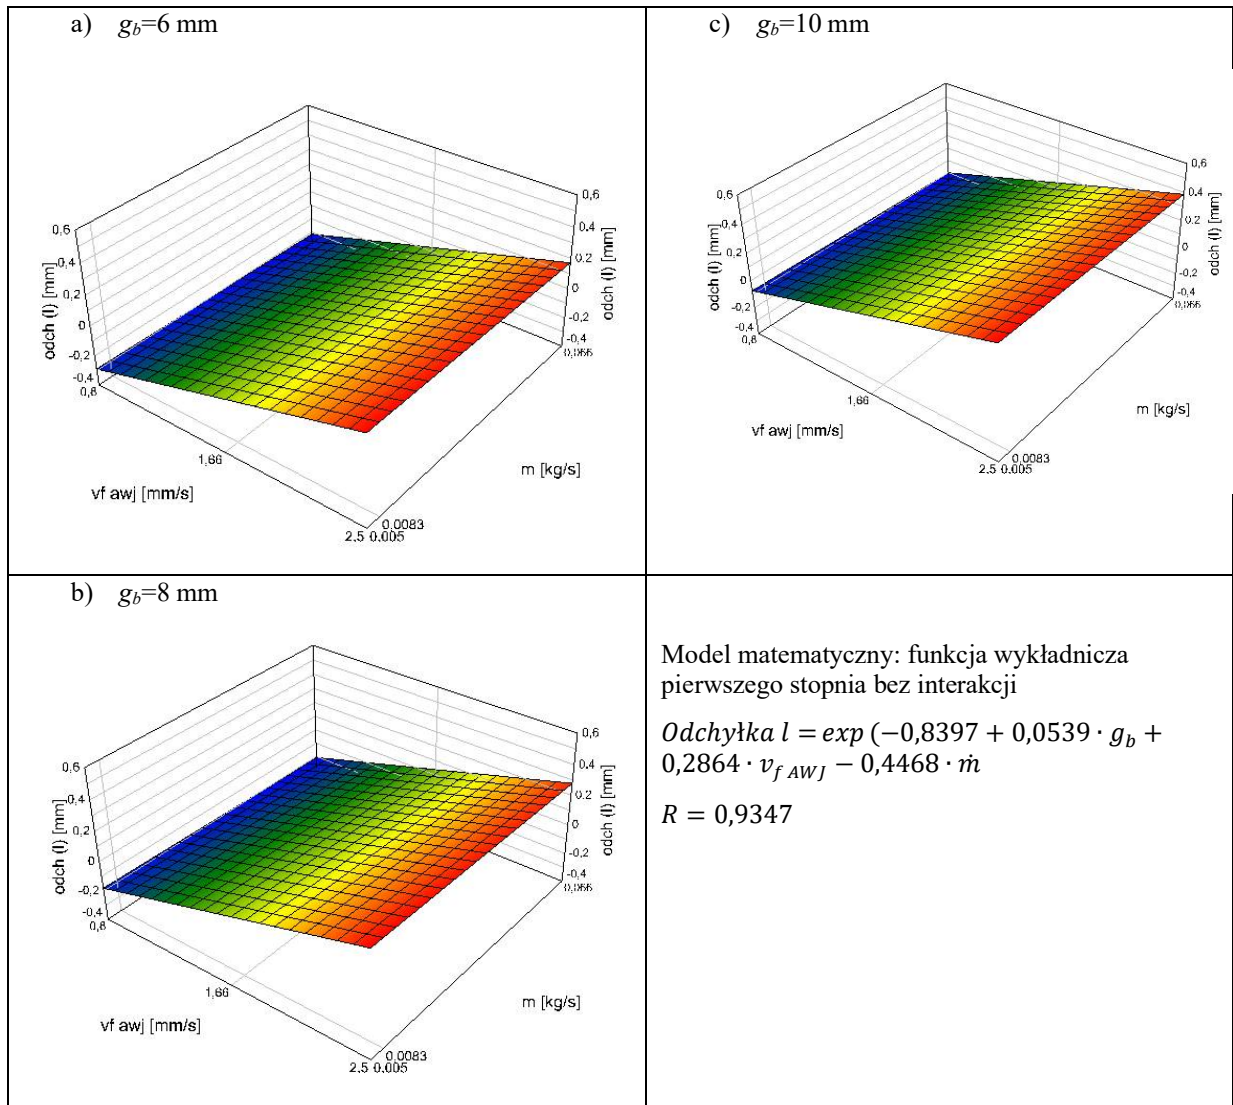 a) g_b=6 mm
0,6
0,4
0,2
0
-0,2
-0,4
odch (l) [mm]
0,8
1,66
2,5
vf awj [mm/s]
0,005
0,0083
0,066
m [kg/s]
0,6
0,4
0,2
0
-0,2
-0,4
odch (l) [mm]
c) g_b=10 mm
0,6
0,4
0,2
0
-0,2
-0,4
odch (l) [mm]
0,8
1,66
2,5
vf awj [mm/s]
0,005
0,0083
0,066
m [kg/s]
0,6
0,4
0,2
0
-0,2
-0,4
odch (l) [mm]
b) g_b=8 mm
0,6
0,4
0,2
0
-0,2
-0,4
odch (l) [mm]
0,8
1,66
2,5
vf awj [mm/s]
0,005
0,0083
0,066
m [kg/s]
0,6
0,4
0,2
0
-0,2
-0,4
odch (l) [mm]
Model matematyczny: funkcja wykładnicza
pierwszego stopnia bez interakcji
Odchyłka l = exp (−0,8397 + 0,0539 · g_b +
0,2864 · v_{f AWJ} − 0,4468 · ṁ
R = 0,9347